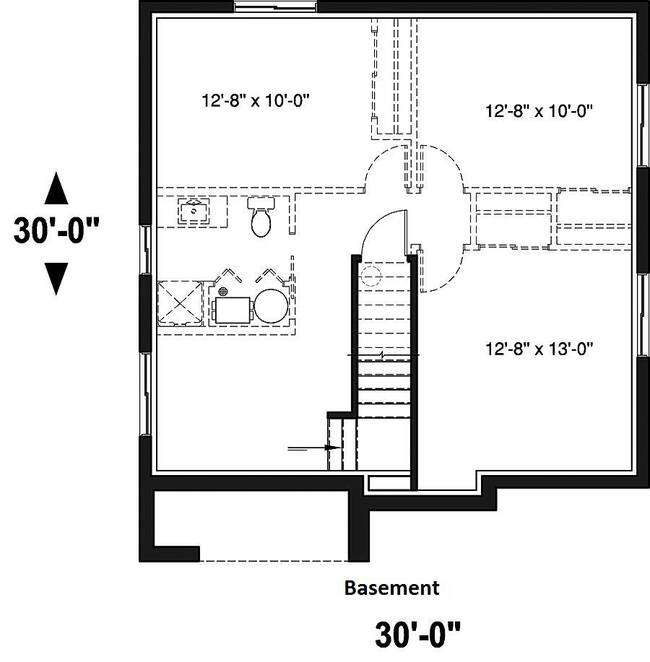 12'-8" x 10'-0"
12'-8" x 10'-0"
30'-0"
12'-8" x 13'-0"
Basement
30'-0"